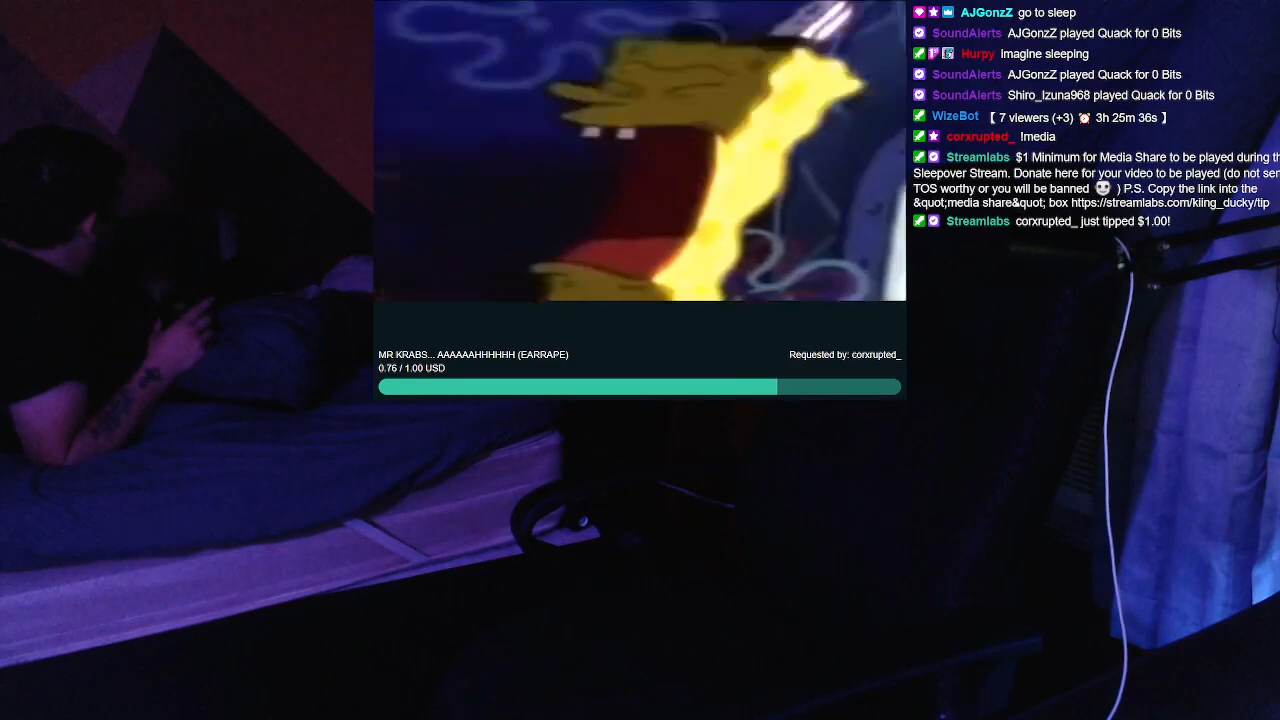 AJGonzZ go to sleep
SoundAlerts AJGonzZ played Quack for 0 Bits
Hurpy Imagine sleeping
SoundAlerts AJGonzZ played Quack for 0 Bits
SoundAlerts Shiro_Izuna968 played Quack for 0 Bits
WizeBot 【 7 viewers (+3) ⏰ 3h 25m 36s 】
corxrupted_ !media
Streamlabs $1 Minimum for Media Share to be played during the
Sleepover Stream. Donate here for your video to be played (do not sen
TOS worthy or you will be banned ) P.S. Copy the link into the
&quot;media share&quot; box https://streamlabs.com/kiing_ducky/tip
Streamlabs corxrupted_ just tipped $1.00!
MR KRABS... AAAAAAHHHHHH (EARRAPE)
Requested by: corxrupted_
0.76 / 1.00 USD